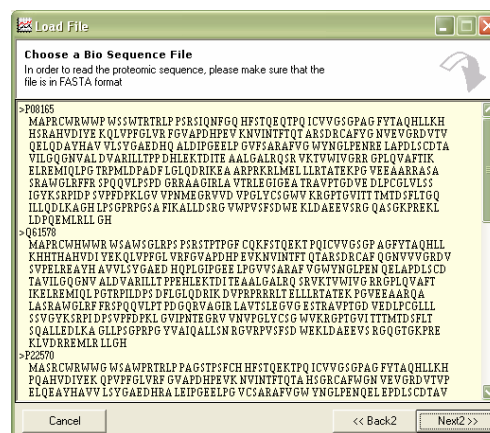 Load File
Choose a Bio Sequence File
In order to read the proteomic sequence, please make sure that the
file is in FASTA format
>P08165
MAPRCWRWWP WSSWTRTRLP PSRSIQNFGQ HFSTQEQTPQ ICVVGSGPAG FYTAQHLLKH
HSRAHVDIYE KQLVPFGLVR FGVAPDHPEV KNVINTFTQT ARSDRCAFYG NVEVGRDVTV
QELQDAYHAV VLSYGAEDHQ ALDIPGEELP GVFSARAFVG WYNGLPENRE LAPDLSCDTA
VILGQGNVAL DVARILLTPP DHLEKTDITE AALGALRQSR VKTVWIVGRR GPLQVAFTIK
ELREMIQLPG TRPMLDPADF LGLQDRIKEA ARPRKRLMEL LLRTATEKPG VEEAARRASA
SRAWGLRFFR SPQQVLPSPD GRRAAGIRLA VTRLEGIGEA TRAVPTGDVE DLPCGLVLSS
IGYKSRPIDP SVPFDPKLGV VPNMEGRVVD VPGLYCSGWV KRGPTGVITT TMTDSFLTGQ
ILLQDLKAGH LPSGPRPGSA FIKALLDSRG VWPVSFSDWE KLDAEEVSRG QASGKPREKL
LDPQEMLRLL GH
>Q61578
MAPRCWHWWR WSAWSGLRPS PSRSTPTPGF CQKFSTQEKT PQICVVGSGP AGFYTAQHLL
KHHTHAHVDI YEKQLVPFGL VRFGVAPDHP EVKNVINTFT QTARSDRCAF QGNVVVGRDV
SVPELREAYH AVVLSYGAED HQPLGIPGEE LPGVVSARAF VGWYNGLPEN QELAPDLSCD
TAVILGQGNV ALDVARILLT PPEHLEKTDI TEAALGALRQ SRVKTVWIVG RRGPLQVAFT
IKELREMIQL PGTRPILDPS DFLGLQDRIK DVPRPRRRLT ELLLRTATEK PGVEEAARQA
LASRAWGLRF FRSPQQVLPT PDGQRVAGIR LAVTSLEGVG ESTRAVPTGD VEDLPCGLLL
SSVGYKSRPI DPSVPFDPKL GVIPNTEGRV VNVPGLYCSG WVKRGPTGVI TTTMTDSFLT
SQALLEDLKA GLLPSGPRPG YVAIQALLSN RGVRPVSFSD WEKLDAEEVS RGQGTGKPRE
KLVDRREMLR LLGH
>P22570
MASRCWRWWG WSAWPRTRLP PAGSTPSFCH HFSTQEKTPQ ICVVGSGPAG FYTAQHLLKH
PQAHVDIYEK QPVPFGLVRF GVAPDHPEVK NVINTFTQTA HSGRCAFWGN VEVGRDVTVP
ELQEAYHAVV LSYGAEDHRA LEIPGEELPG VCSARAFVGW YNGLPENQEL EPDLSCDTAV
Cancel
<< Back2
Next2 >>